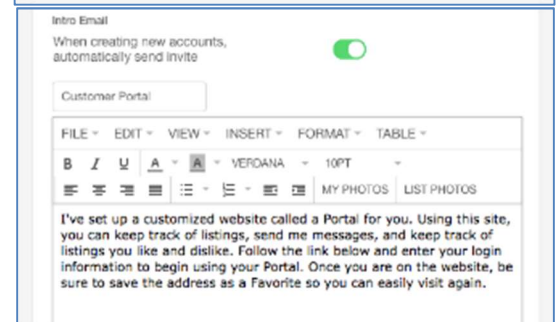 Intro Email
When creating new accounts,
automatically send invite
Customer Portal
FILE EDIT VIEW INSERT FORMAT TABLE
B I U A A VERDANA 10PT
MY PHOTOS LIST PHOTOS
I've set up a customized website called a Portal for you. Using this site,
you can keep track of listings, send me messages, and keep track of
listings you like and dislike. Follow the link below and enter your login
information to begin using your Portal. Once you are on the website, be
sure to save the address as a Favorite so you can easily visit again.